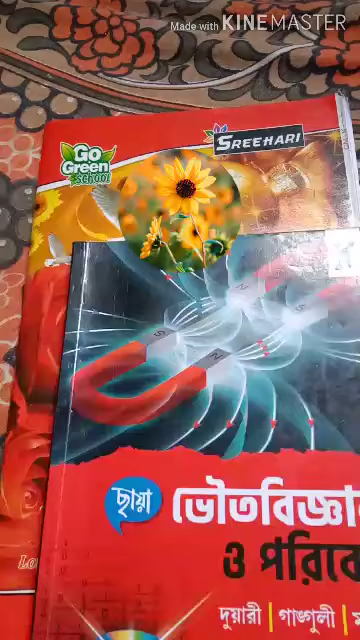 Made with KINEMASTER
SREEHARI
Go
Green
School
S
N
S
N
ছায়া
ভৌতবিজ্ঞা
ও পরিবে
দুয়ারী | গাঙ্গুলী |